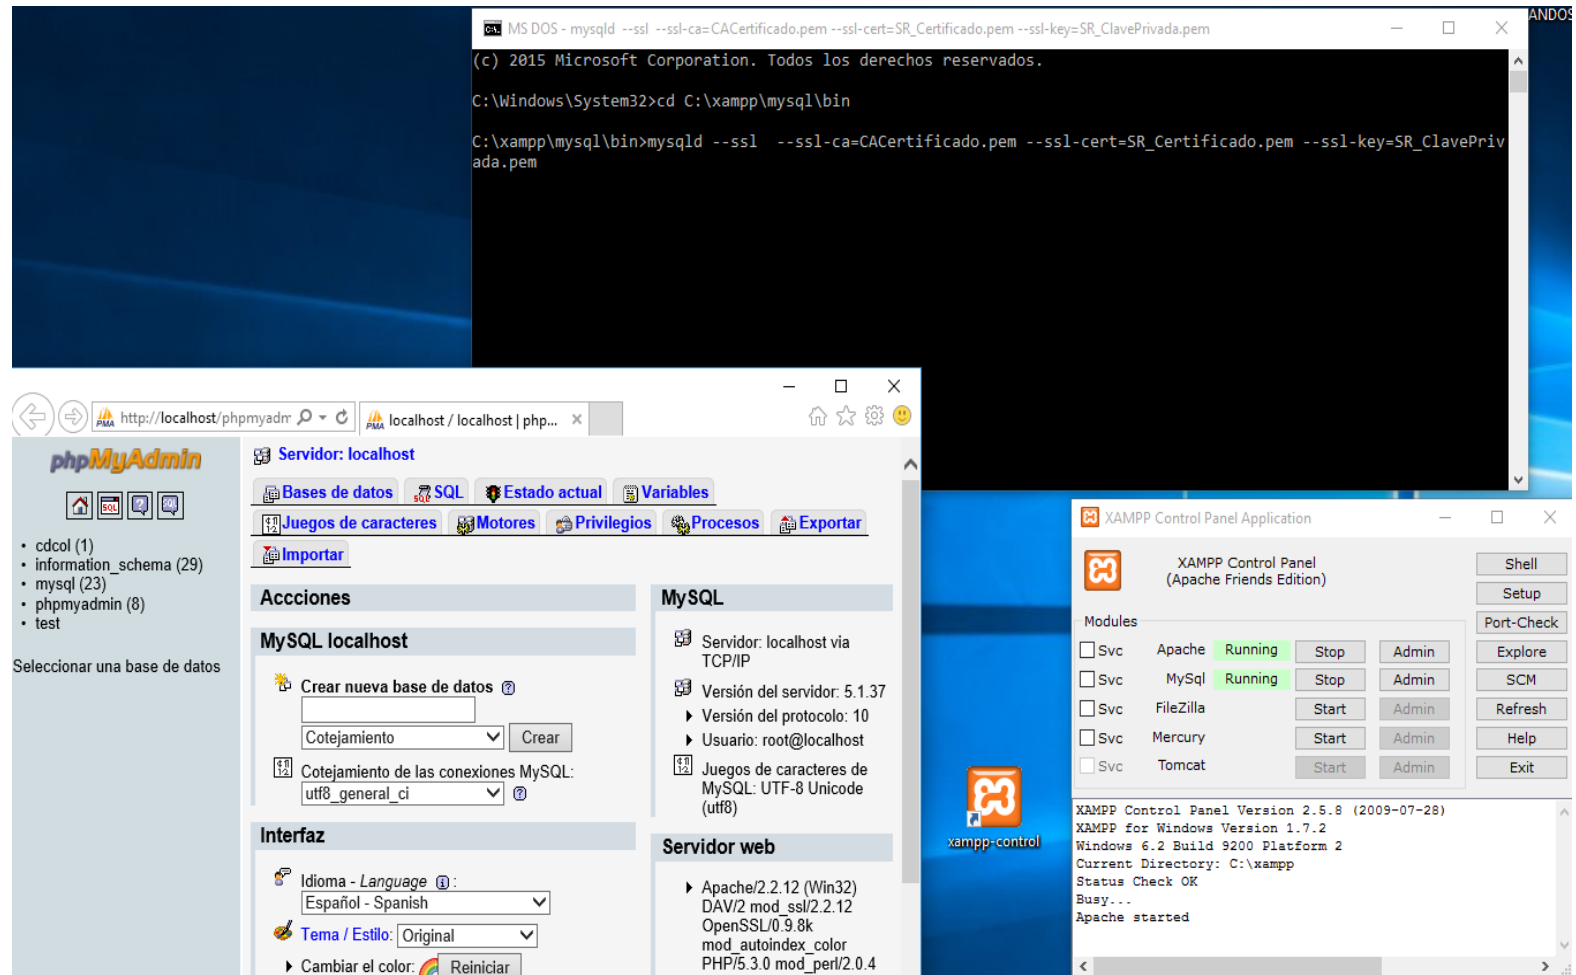 ANDOS
MS DOS - mysqld --ssl --ssl-ca=CACertificado.pem --ssl-cert=SR_Certificado.pem --ssl-key=SR_ClavePrivada.pem
(c) 2015 Microsoft Corporation. Todos los derechos reservados.
C:\Windows\System32>cd C:\xampp\mysql\bin
C:\xampp\mysql\bin>mysqld --ssl  --ssl-ca=CACertificado.pem --ssl-cert=SR_Certificado.pem --ssl-key=SR_ClavePriv
ada.pem
http://localhost/phpmyadm
localhost / localhost | php...
phpMyAdmin
SQL
cdcol (1)
information_schema (29)
mysql (23)
phpmyadmin (8)
test
Seleccionar una base de datos
Servidor: localhost
Bases de datos SQL Estado actual Variables
Juegos de caracteres Motores Privilegios Procesos Exportar
Importar
Accciones
MySQL localhost
Crear nueva base de datos
Cotejamiento Crear
Cotejamiento de las conexiones MySQL:
utf8_general_ci
Interfaz
Idioma - Language :
Español - Spanish
Tema / Estilo: Original
Cambiar el color: Reiniciar
MySQL
Servidor: localhost via
TCP/IP
Versión del servidor: 5.1.37
Versión del protocolo: 10
Usuario: root@localhost
Juegos de caracteres de
MySQL: UTF-8 Unicode
(utf8)
Servidor web
Apache/2.2.12 (Win32)
DAV/2 mod_ssl/2.2.12
OpenSSL/0.9.8k
mod_autoindex_color
PHP/5.3.0 mod_perl/2.0.4
xampp-control
XAMPP Control Panel Application
XAMPP Control Panel
(Apache Friends Edition)
Shell
Setup
Port-Check
Explore
SCM
Refresh
Help
Exit
Modules
Svc Apache Running Stop Admin
Svc MySql Running Stop Admin
Svc FileZilla Start Admin
Svc Mercury Start Admin
Svc Tomcat Start Admin
XAMPP Control Panel Version 2.5.8 (2009-07-28)
XAMPP for Windows Version 1.7.2
Windows 6.2 Build 9200 Platform 2
Current Directory: C:\xampp
Status Check OK
Busy...
Apache started